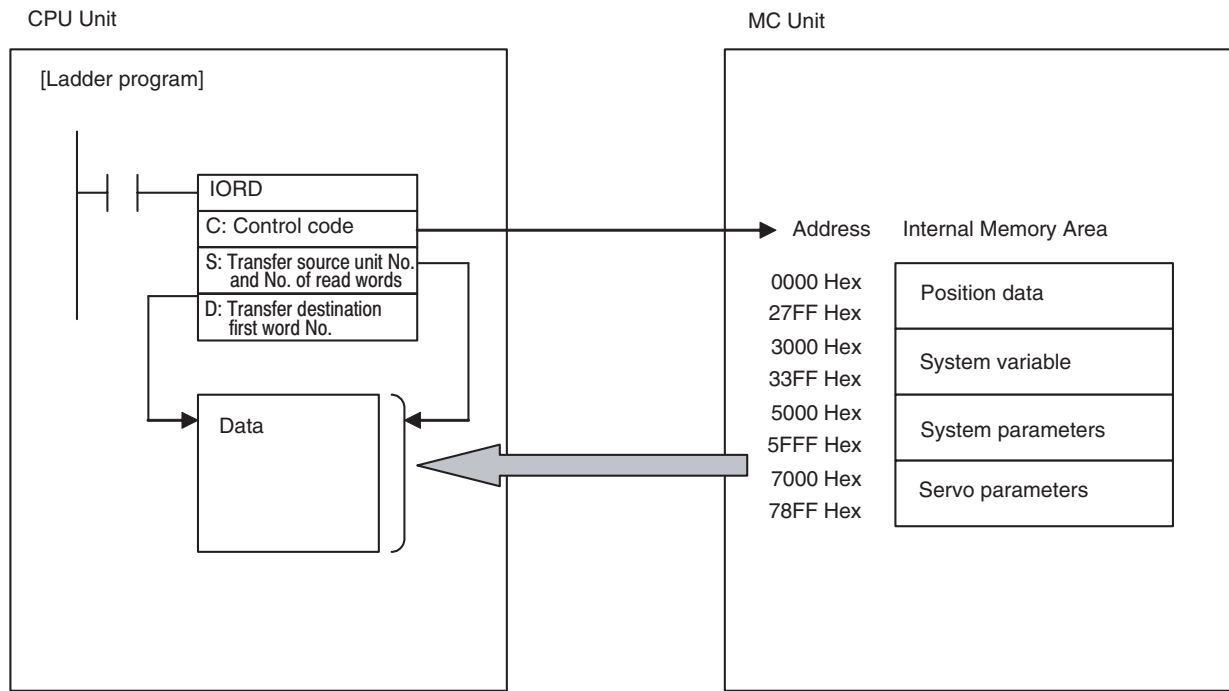 CPU Unit
MC Unit
[Ladder program]
IORD
C: Control code
S: Transfer source unit No.
and No. of read words
D: Transfer destination
first word No.
Data
Address Internal Memory Area
0000 Hex
27FF Hex
Position data
3000 Hex
33FF Hex
System variable
5000 Hex
5FFF Hex
System parameters
7000 Hex
78FF Hex
Servo parameters